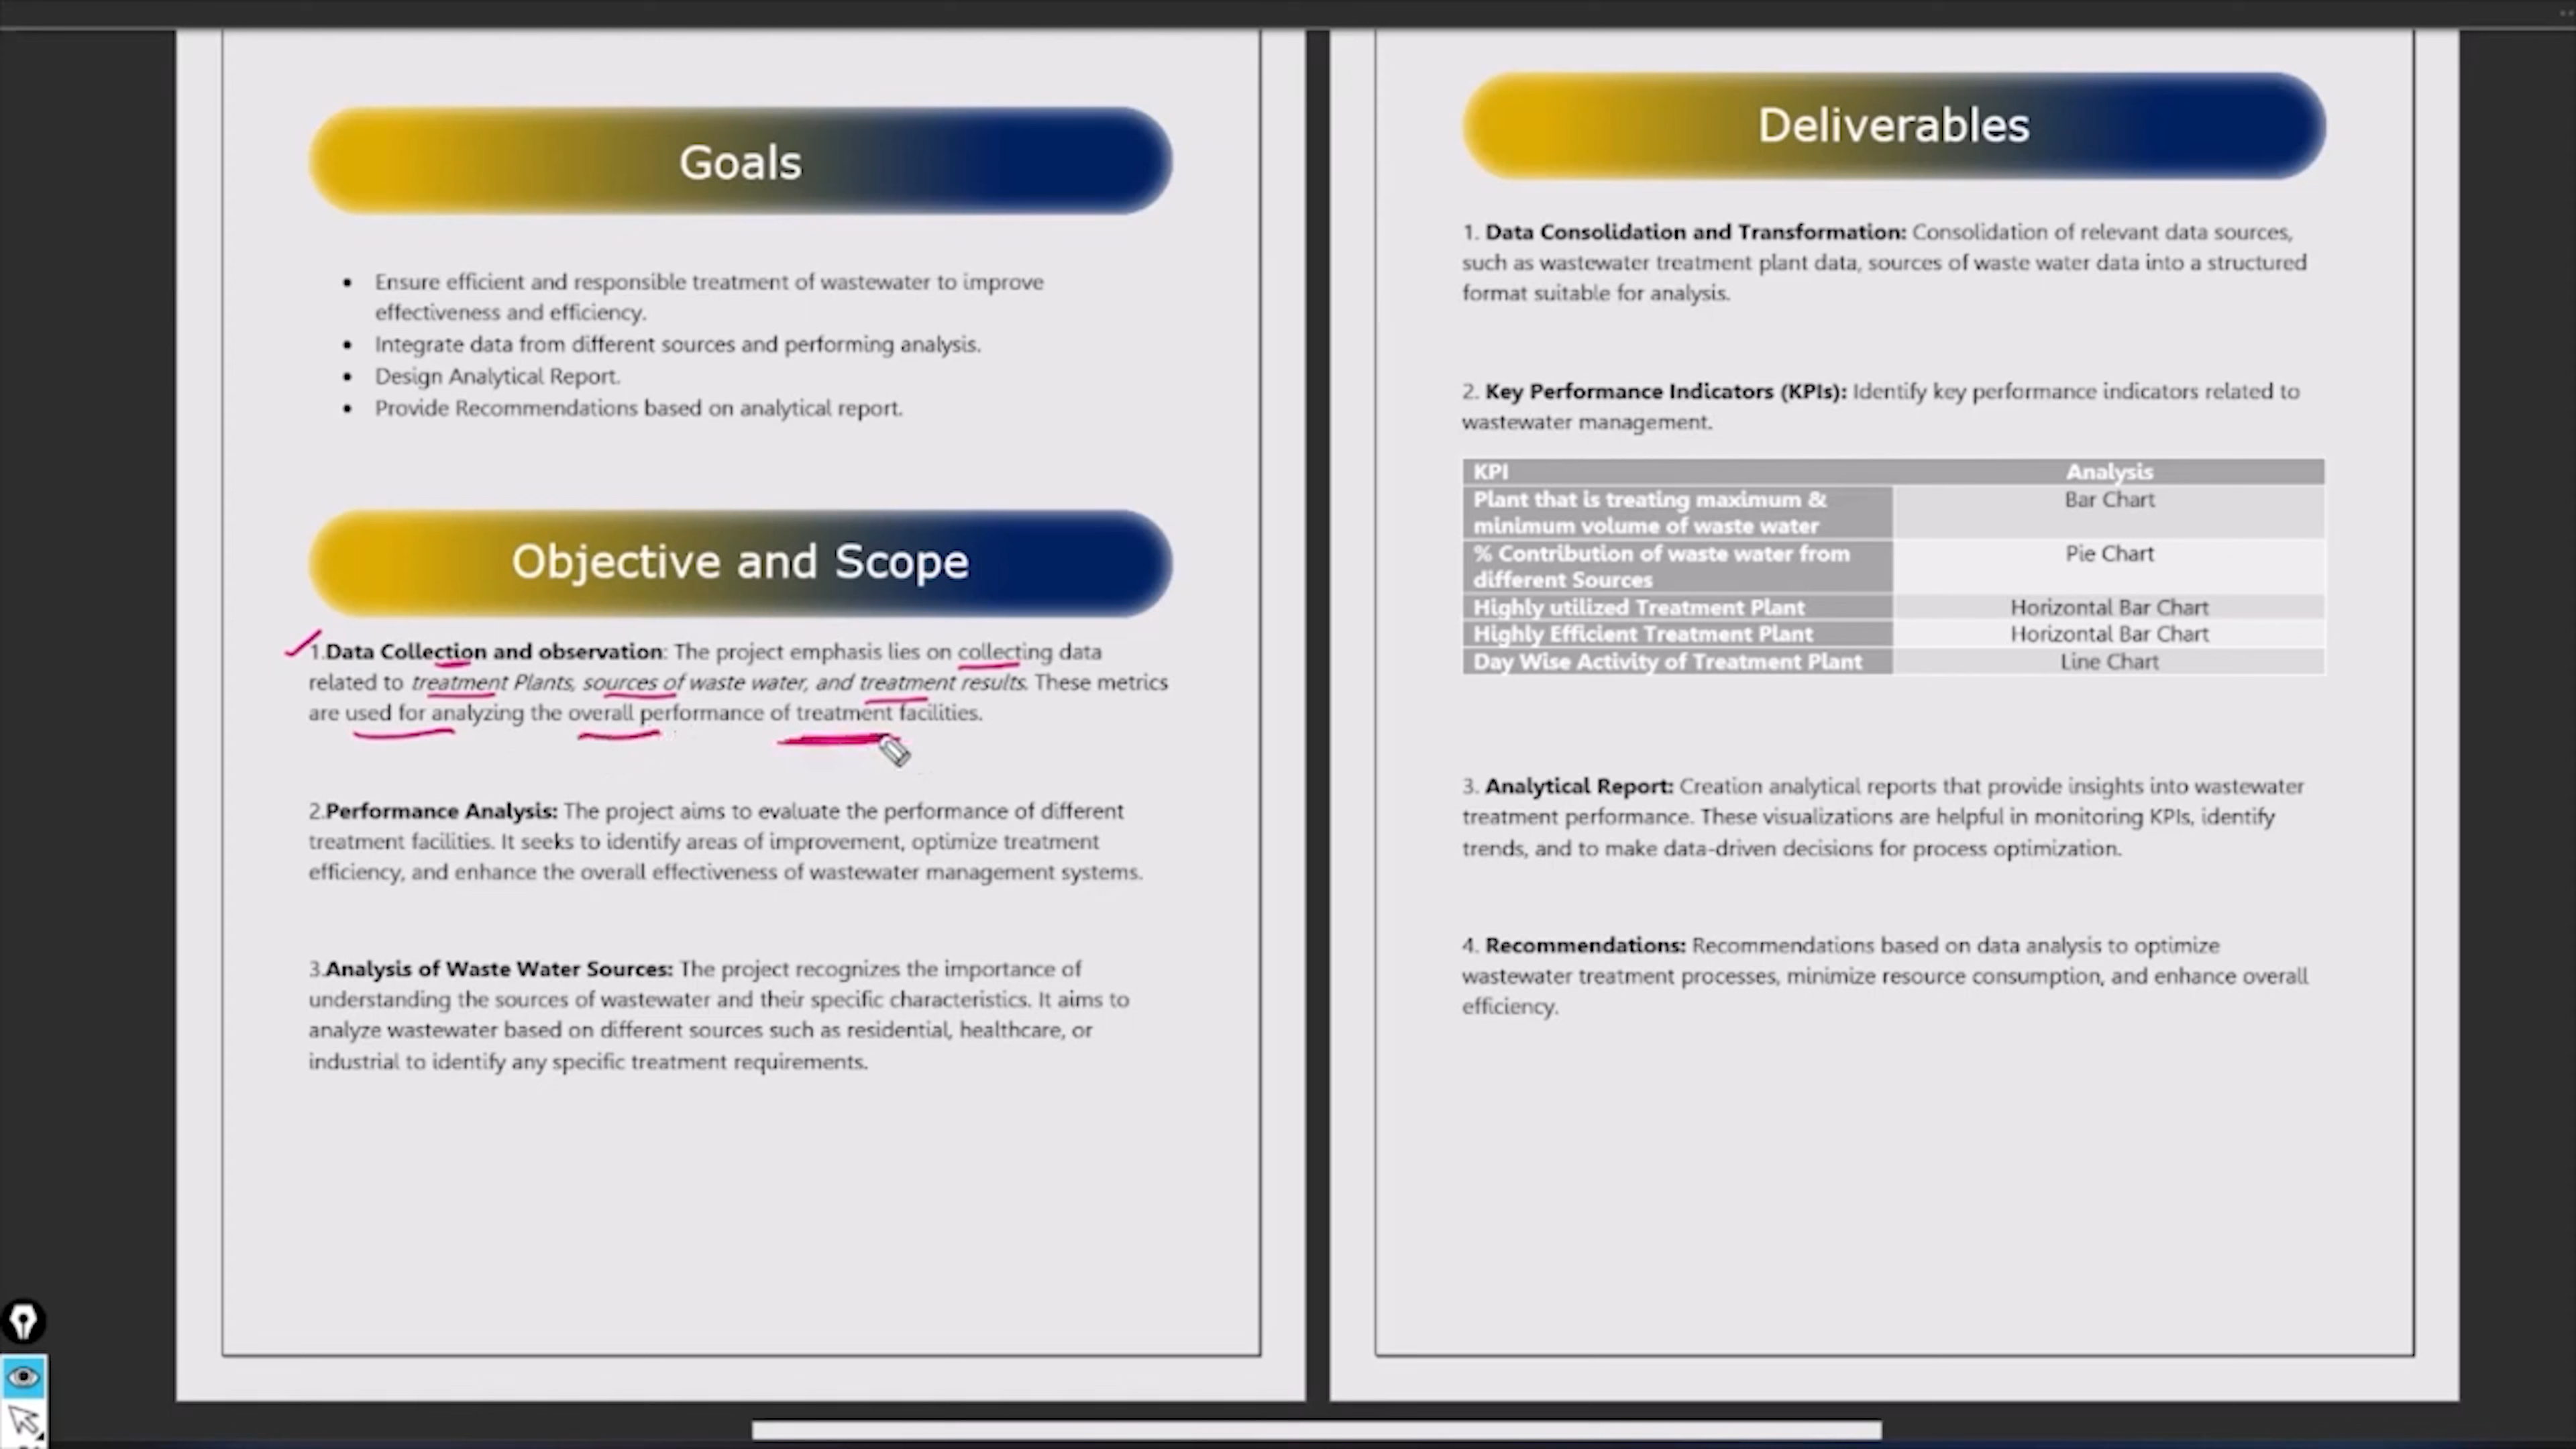 Goals
• Ensure efficient and responsible treatment of wastewater to improve
effectiveness and efficiency.
• Integrate data from different sources and performing analysis.
• Design Analytical Report.
• Provide Recommendations based on analytical report.
Objective and Scope
1.Data Collection and observation: The project emphasis lies on collecting data
related to treatment Plants, sources of waste water, and treatment results. These metrics
are used for analyzing the overall performance of treatment facilities.
2.Performance Analysis: The project aims to evaluate the performance of different
treatment facilities. It seeks to identify areas of improvement, optimize treatment
efficiency, and enhance the overall effectiveness of wastewater management systems.
3.Analysis of Waste Water Sources: The project recognizes the importance of
understanding the sources of wastewater and their specific characteristics. It aims to
analyze wastewater based on different sources such as residential, healthcare, or
industrial to identify any specific treatment requirements.
Deliverables
1. Data Consolidation and Transformation: Consolidation of relevant data sources,
such as wastewater treatment plant data, sources of waste water data into a structured
format suitable for analysis.
2. Key Performance Indicators (KPIs): Identify key performance indicators related to
wastewater management.
KPI Analysis
Plant that is treating maximum & Bar Chart
minimum volume of waste water
% Contribution of waste water from Pie Chart
different Sources
Highly utilized Treatment Plant Horizontal Bar Chart
Highly Efficient Treatment Plant Horizontal Bar Chart
Day Wise Activity of Treatment Plant Line Chart
3. Analytical Report: Creation analytical reports that provide insights into wastewater
treatment performance. These visualizations are helpful in monitoring KPIs, identify
trends, and to make data-driven decisions for process optimization.
4. Recommendations: Recommendations based on data analysis to optimize
wastewater treatment processes, minimize resource consumption, and enhance overall
efficiency.